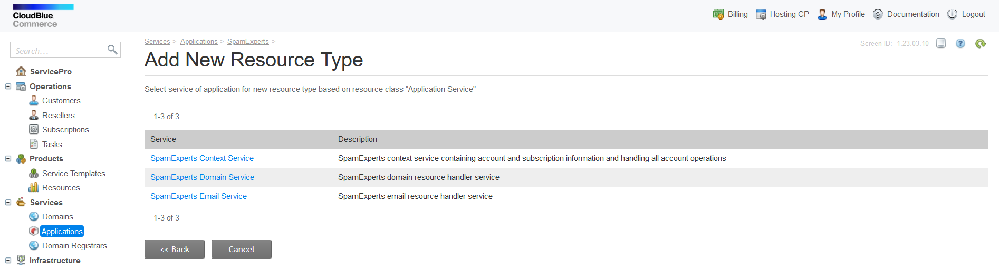 CloudBlue
Commerce
Billing
Hosting CP
My Profile
Documentation
Logout
Search...
ServicePro
Operations
Customers
Resellers
Subscriptions
Tasks
Products
Service Templates
Resources
Services
Domains
Applications
Domain Registrars
Infrastructure
Services > Applications > SpamExperts >
Screen ID: 1.23.03.10
Add New Resource Type
Select service of application for new resource type based on resource class "Application Service"
1-3 of 3
Service Description
SpamExperts Context Service SpamExperts context service containing account and subscription information and handling all account operations
SpamExperts Domain Service SpamExperts domain resource handler service
SpamExperts Email Service SpamExperts email resource handler service
1-3 of 3
<< Back
Cancel